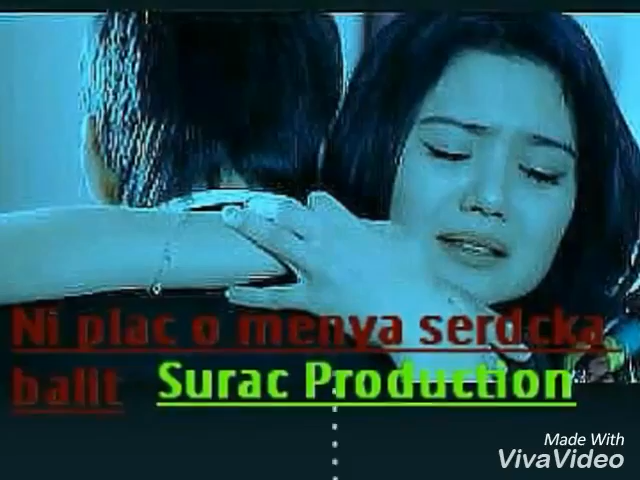 Ni plac o menya serdcka
balit Surac Production
Made With
VivaVideo